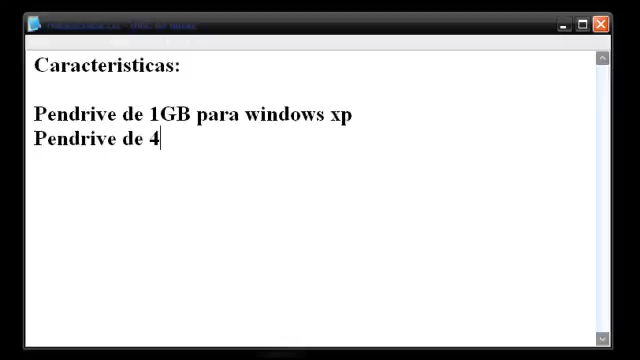 Caracteristicas:
Pendrive de 1GB para windows xp
Pendrive de 4